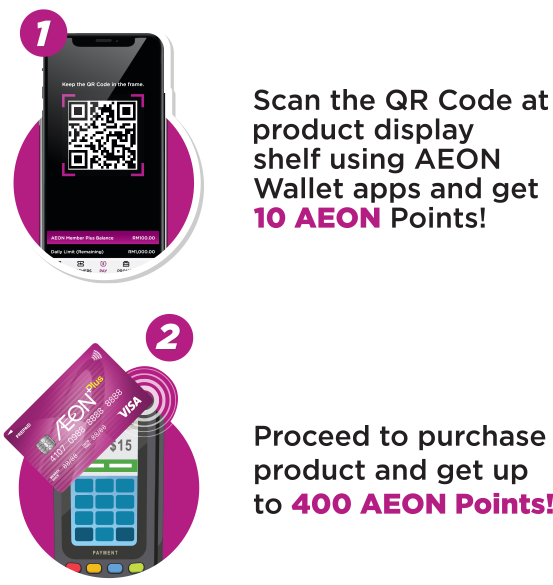 1
Keep the QR Code in the frame.
AEON Member Plus Balance RM100.00
Daily Limit (Remaining) RM1,000.00
PAY
Scan the QR Code at
product display
shelf using AEON
Wallet apps and get
10 AEON Points!
2
ÆON Plus
PREPAID
4107 0988 8888 8888
VISA
$15
PAYMENT
Proceed to purchase
product and get up
to 400 AEON Points!